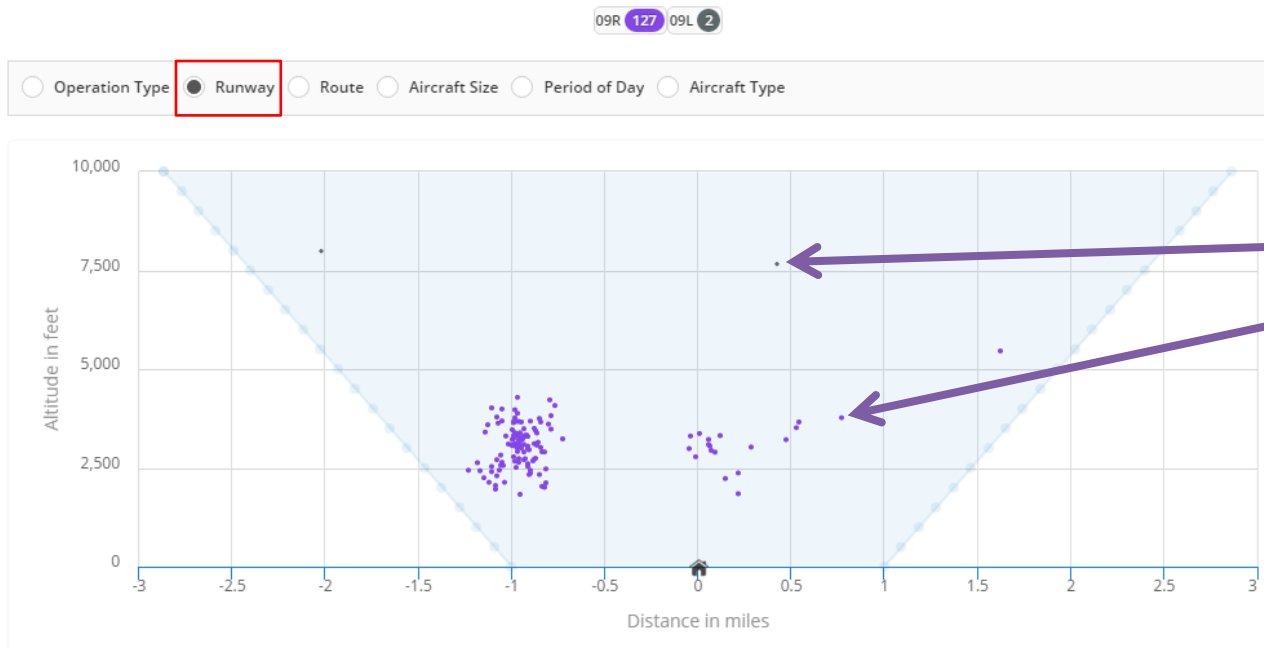 09R 127 09L 2
Operation Type Runway Route Aircraft Size Period of Day Aircraft Type
10,000
7,500
5,000
2,500
0
Altitude in feet
-3 -2.5 -2 -1.5 -1 -0.5 0 0.5 1 1.5 2 2.5 3
Distance in miles